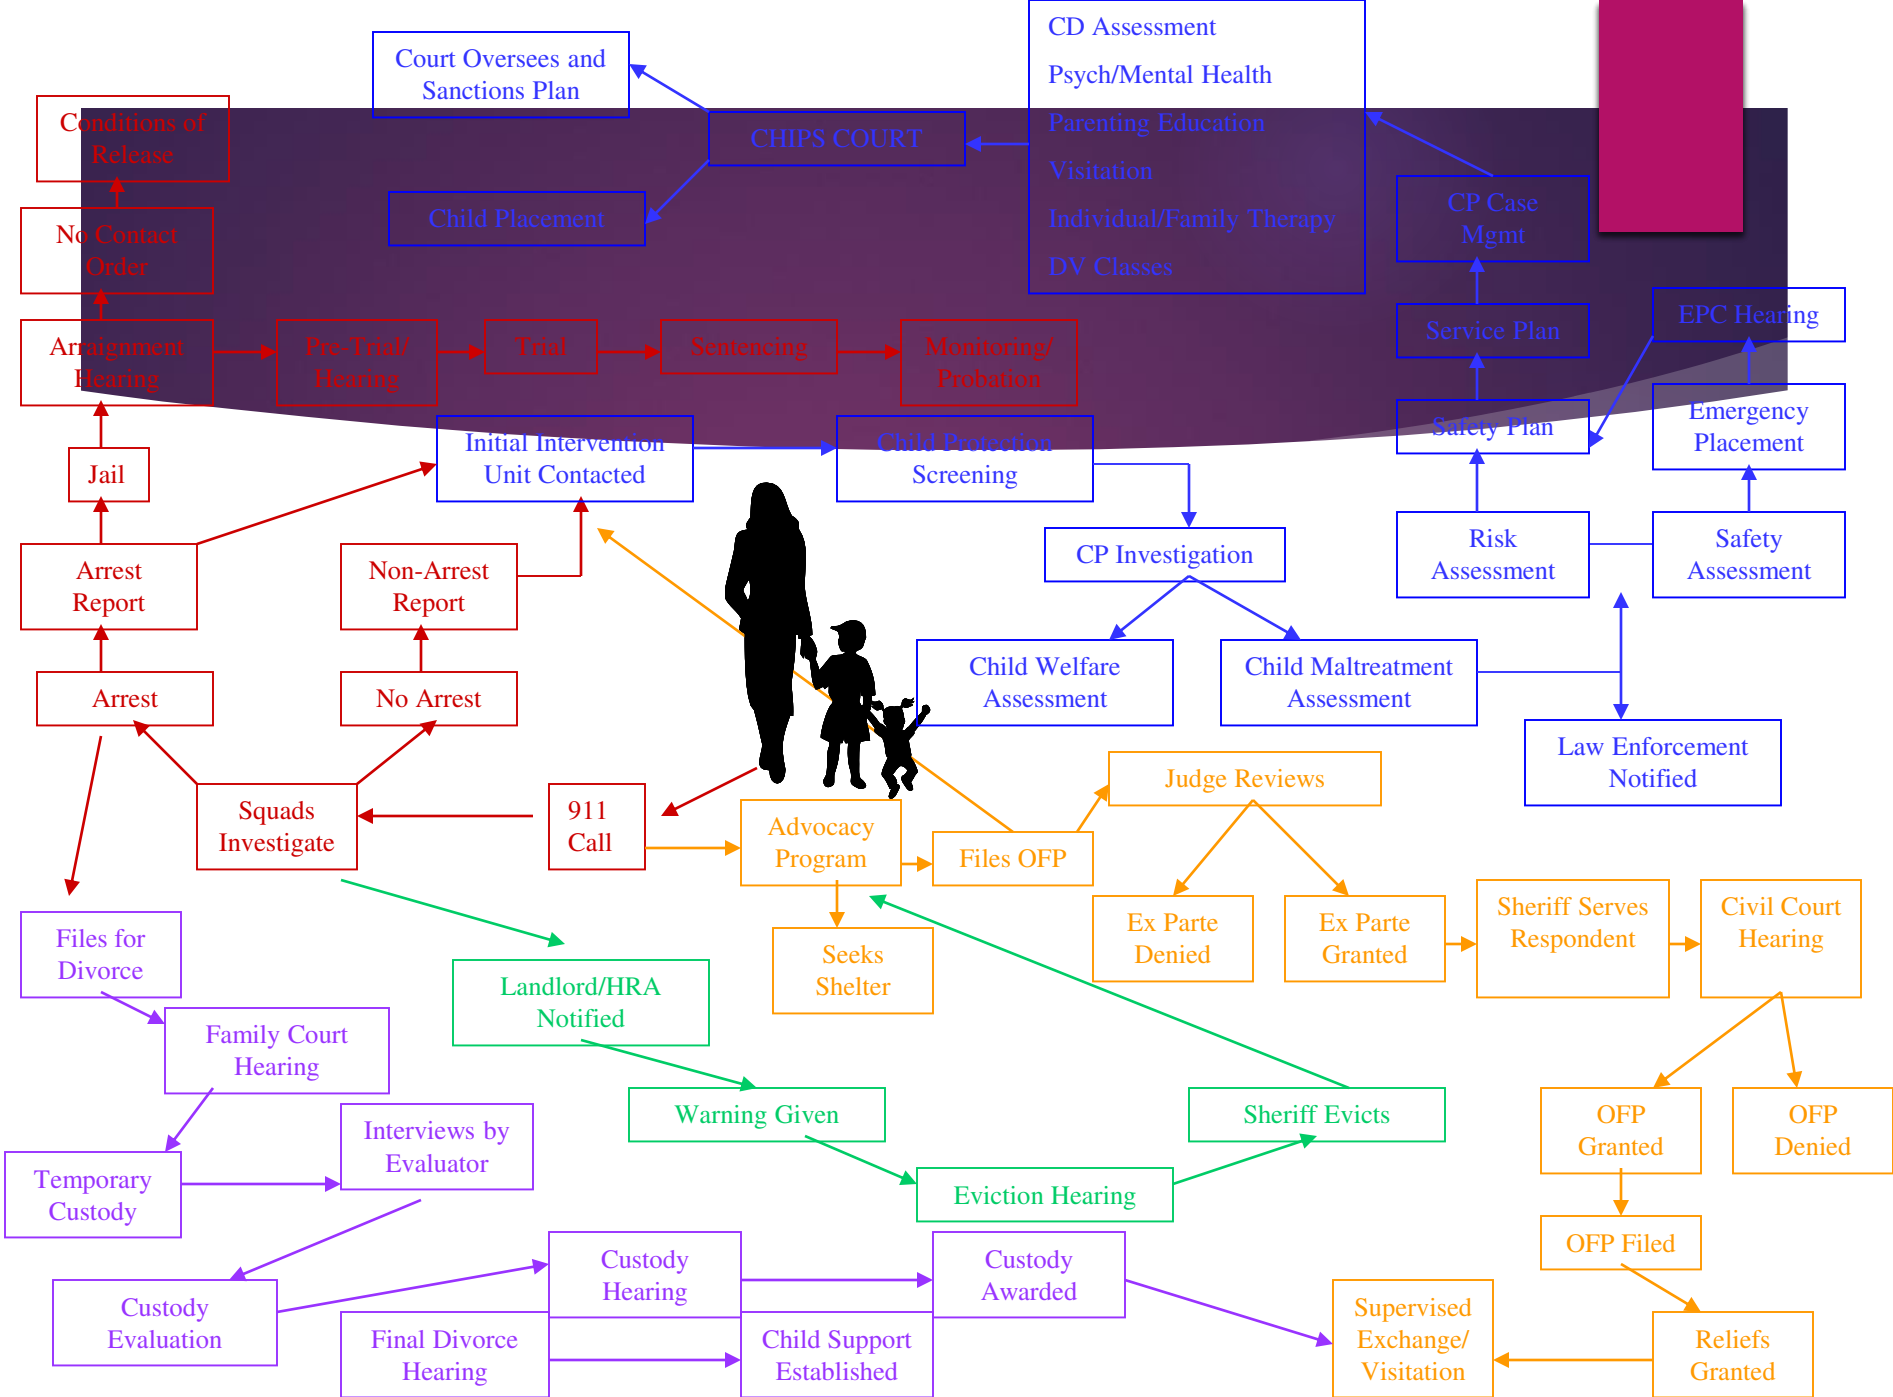 CD Assessment
Psych/Mental Health
Parenting Education
Visitation
Individual/Family Therapy
DV Classes
Court Oversees and
Sanctions Plan
CHIPS COURT
Child Placement
Conditions of
Release
No Contact
Order
CP Case
Mgmt
Service Plan
EPC Hearing
Arraignment
Hearing
Pre-Trial/
Hearing
Trial
Sentencing
Monitoring/
Probation
Safety Plan
Emergency
Placement
Jail
Initial Intervention
Unit Contacted
Child Protection
Screening
Arrest
Report
Non-Arrest
Report
CP Investigation
Risk
Assessment
Safety
Assessment
Arrest
No Arrest
Child Welfare
Assessment
Child Maltreatment
Assessment
Law Enforcement
Notified
Squads
Investigate
911
Call
Advocacy
Program
Files OFP
Judge Reviews
Ex Parte
Denied
Ex Parte
Granted
Sheriff Serves
Respondent
Civil Court
Hearing
Files for
Divorce
Landlord/HRA
Notified
Seeks
Shelter
Family Court
Hearing
Warning Given
Sheriff Evicts
OFP
Granted
OFP
Denied
Interviews by
Evaluator
Temporary
Custody
Eviction Hearing
OFP Filed
Custody
Evaluation
Custody
Hearing
Custody
Awarded
Final Divorce
Hearing
Child Support
Established
Supervised
Exchange/
Visitation
Reliefs
Granted